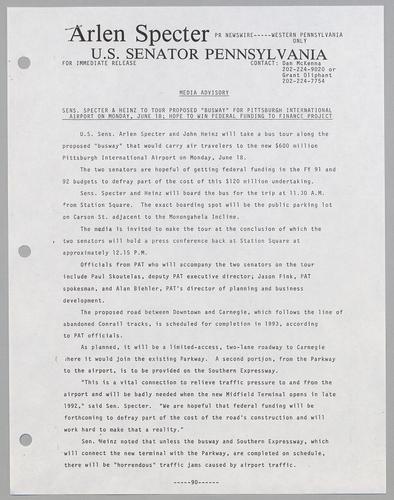 Arlen Specter PR NEWSWIRE-----WESTERN PENNSYLVANIA
ONLY
U.S. SENATOR PENNSYLVANIA
FOR IMMEDIATE RELEASE CONTACT: Dan McKenna
202-224-9020 or
Grant Oliphant
202-224-7754
MEDIA ADVISORY
SENS. SPECTER & HEINZ TO TOUR PROPOSED "BUSWAY" FOR PITTSBURGH INTERNATIONAL
AIRPORT ON MONDAY, JUNE 18; HOPE TO WIN FEDERAL FUNDING TO FINANCE PROJECT
U.S. Sens. Arlen Specter and John Heinz will take a bus tour along the
proposed "busway" that would carry air travelers to the new $600 million
Pittsburgh International Airport on Monday, June 18.
The two senators are hopeful of getting federal funding in the FY 91 and
92 budgets to defray part of the cost of this $120 million undertaking.
Sens. Specter and Heinz will board the bus for the trip at 11.30 A.M.
from Station Square. The exact boarding spot will be the public parking lot
on Carson St. adjacent to the Monongahela Incline.
The media is invited to make the tour at the conclusion of which the
two senators will hold a press conference back at Station Square at
approximately 12.15 P.M.
Officials from PAT who will accompany the two senators on the tour
include Paul Skoutelas, deputy PAT executive director; Jason Fink, PAT
spokesman, and Alan Biehler, PAT's director of planning and business
development.
The proposed road between Downtown and Carnegie, which follows the line of
abandoned Conrail tracks, is scheduled for completion in 1993, according
to PAT officials.
As planned, it will be a limited-access, two-lane roadway to Carnegie
where it would join the existing Parkway. A second portion, from the Parkway
to the airport, is to be provided on the Southern Expressway.
"This is a vital connection to relieve traffic pressure to and from the
airport and will be badly needed when the new Midfield Terminal opens in late
1992," said Sen. Specter. "We are hopeful that federal funding will be
forthcoming to defray part of the cost of the road's construction and will
work hard to make that a reality."
Sen. Heinz noted that unless the busway and Southern Expressway, which
will connect the new terminal with the Parkway, are completed on schedule,
there will be "horrendous" traffic jams caused by airport traffic.
-----90------